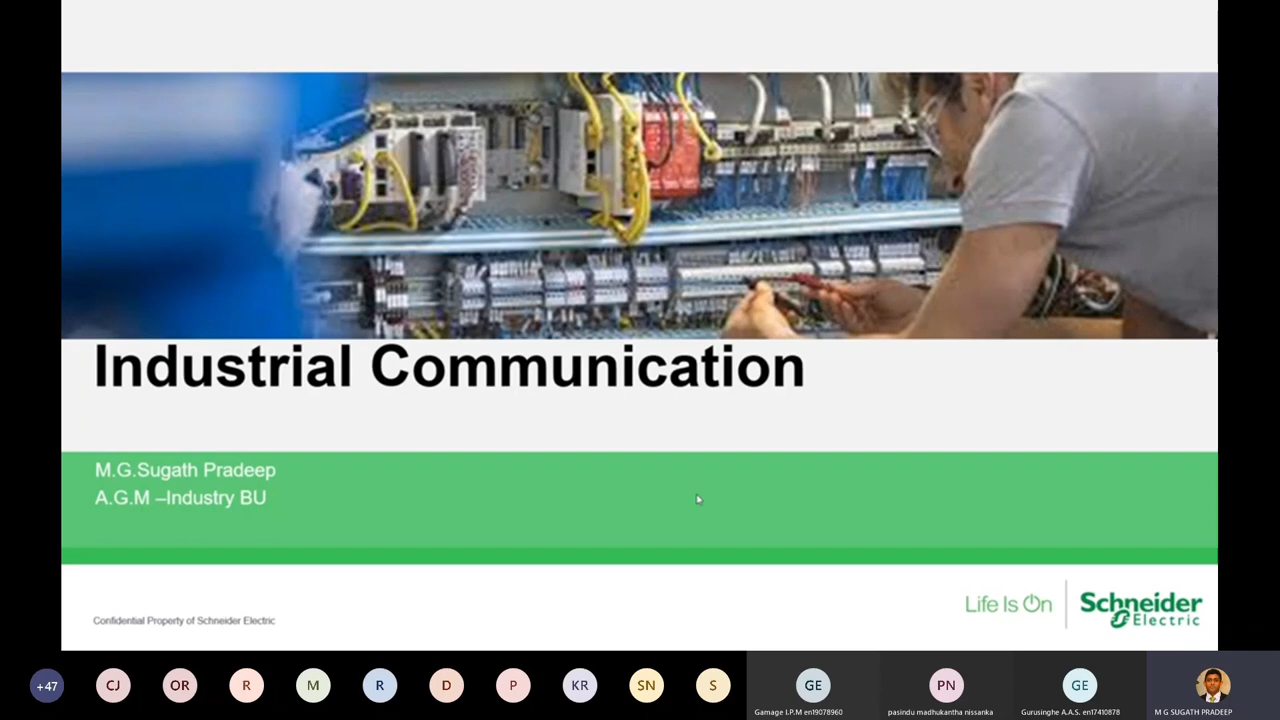 Industrial Communication
M.G.Sugath Pradeep
A.G.M –Industry BU
Life Is On
Schneider
Electric
Confidential Property of Schneider Electric
+47
CJ
OR
R
M
R
D
P
KR
SN
S
GE
PN
GE
Gamage I.P.M en19078960
pasindu madhukantha nissanka
Gurusinghe A.A.S. en17410878
M G SUGATH PRADEEP